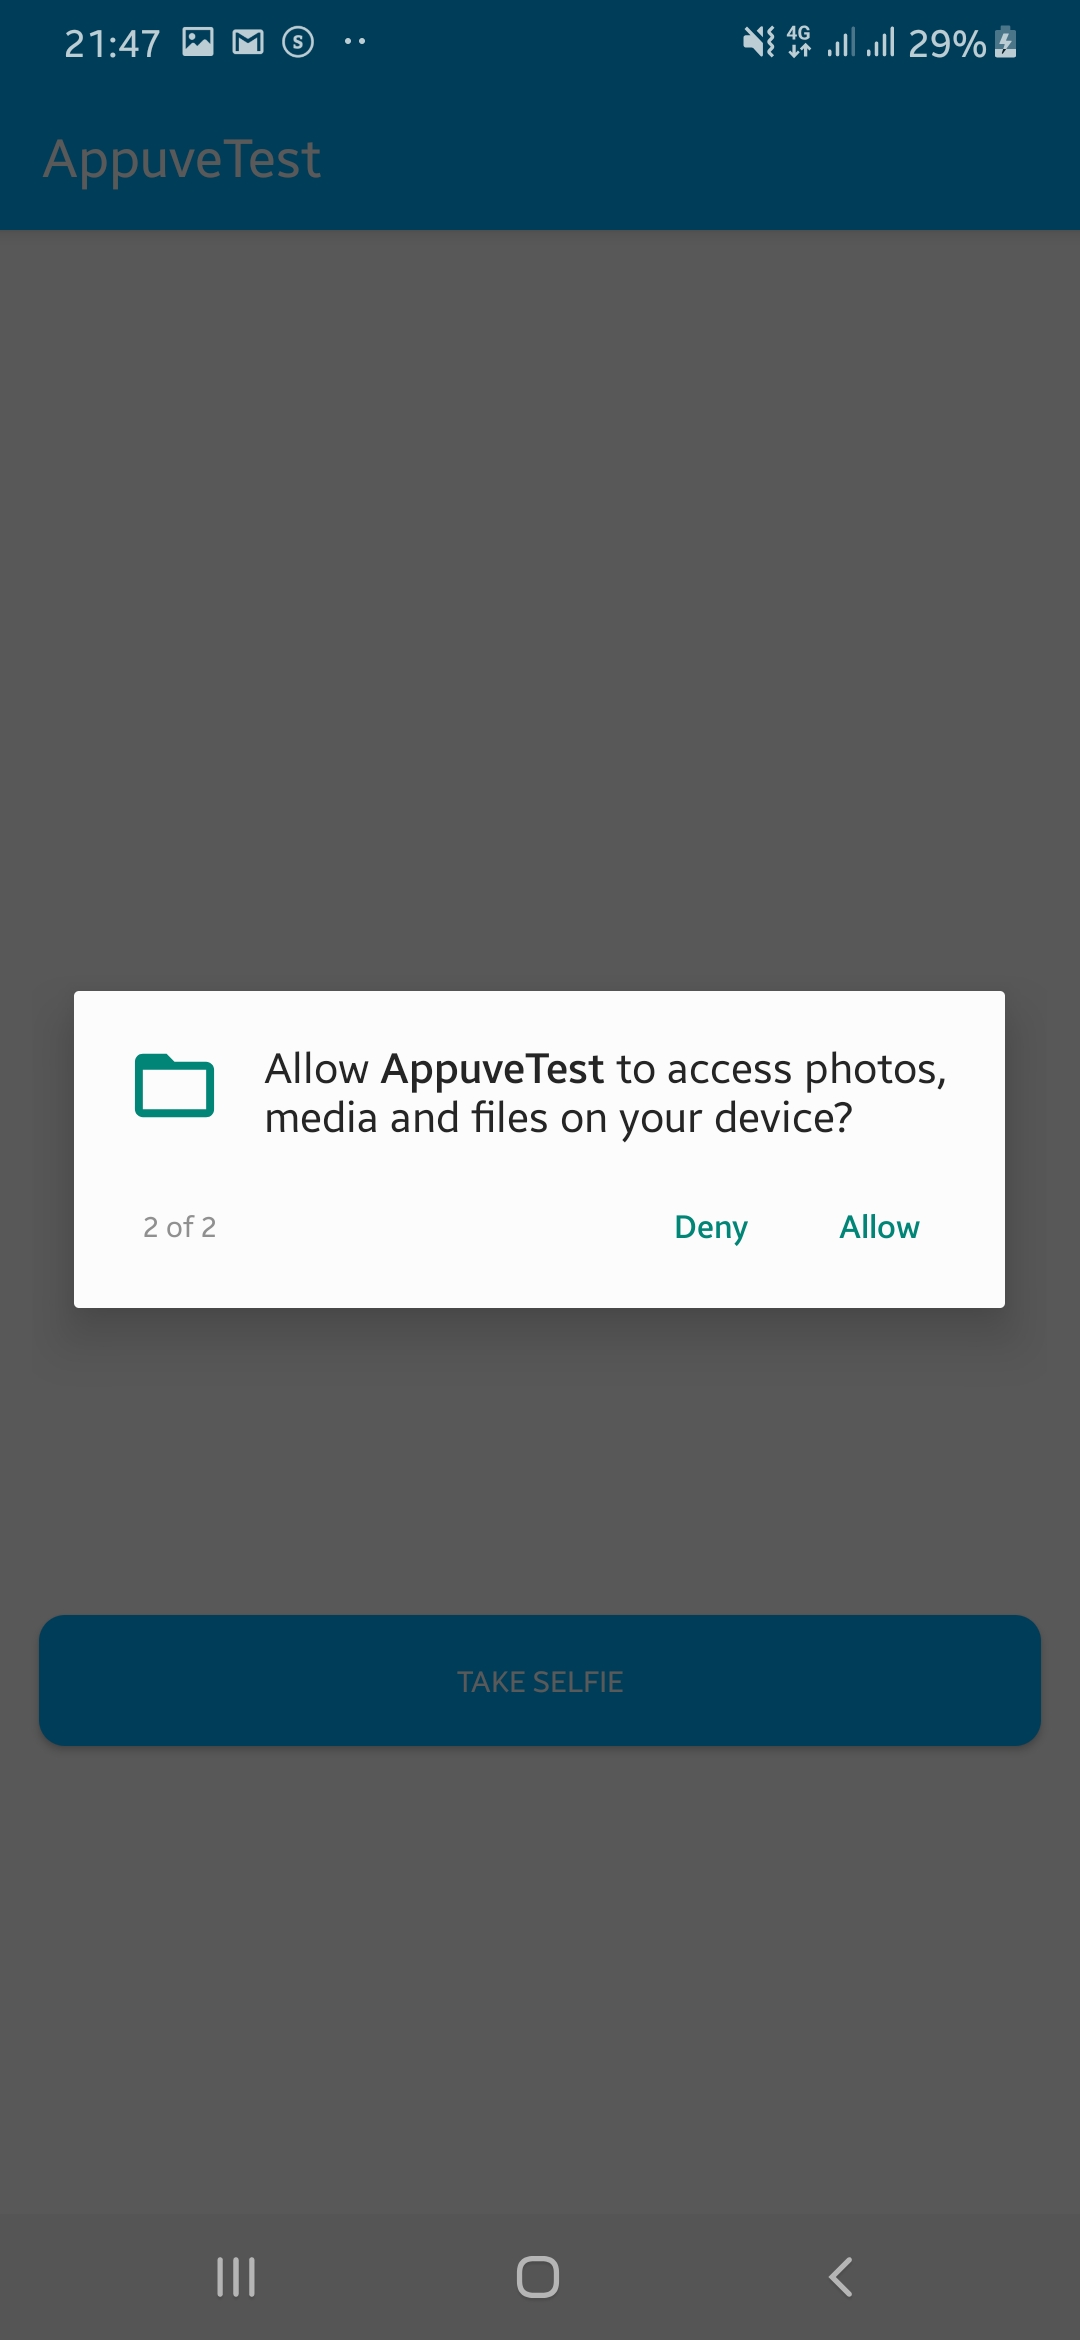 21:47 S 4G 29%
AppuveTest
Allow AppuveTest to access photos,
media and files on your device?
2 of 2 Deny Allow
TAKE SELFIE